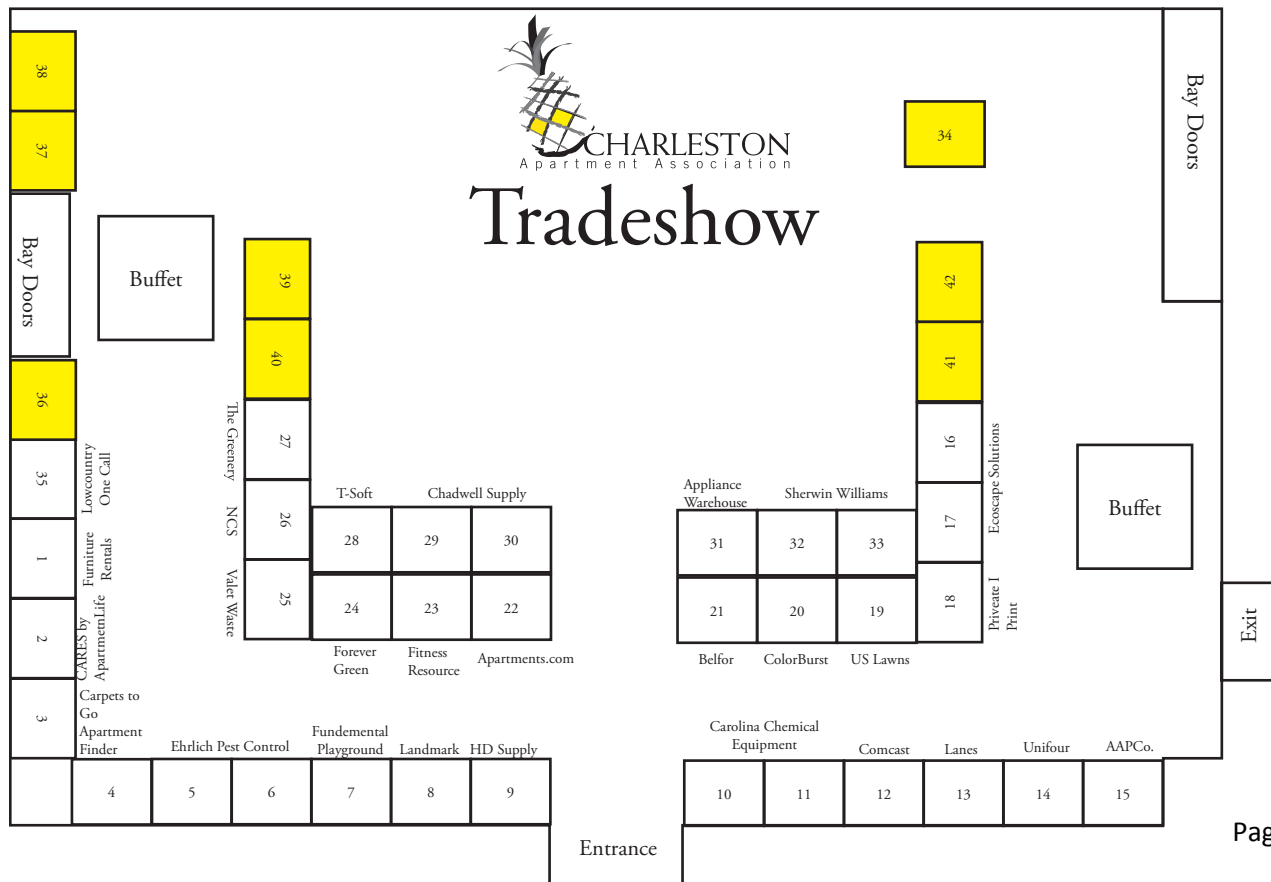 CHARLESTON
Apartment Association
Tradeshow
38
37
Bay Doors
36
35
1
2
3
Lowcountry
One Call
Furniture
Rentals
CARES by
ApartmetnLife
Carpets to
Go
Apartment
Finder
Buffet
39
40
27
26
25
The Greenery
NCS
Valet Waste
T-Soft
Chadwell Supply
28
29
30
24
23
22
Forever
Green
Fitness
Resource
Apartments.com
Ehrlich Pest Control
Fundemental
Playground
Landmark
HD Supply
4
5
6
7
8
9
Entrance
34
Bay Doors
42
41
16
17
18
Ecoscape Solutions
Priveate I
Print
Buffet
Exit
Appliance
Warehouse
Sherwin Williams
31
32
33
21
20
19
Belfor
ColorBurst
US Lawns
Carolina Chemical
Equipment
Comcast
Lanes
Unifour
AAPCo.
10
11
12
13
14
15
Pag